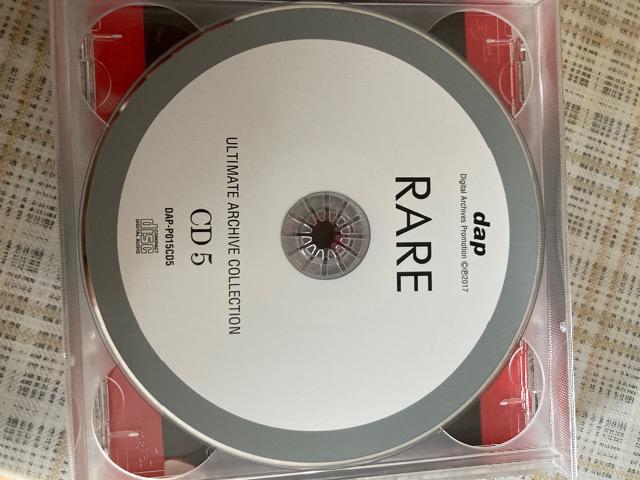 dap
Digital Archives Promotion ©℗2017
RARE
ULTIMATE ARCHIVE COLLECTION
CD 5
DAP-P015CD5
COMPACT
disc
DIGITAL AUDIO